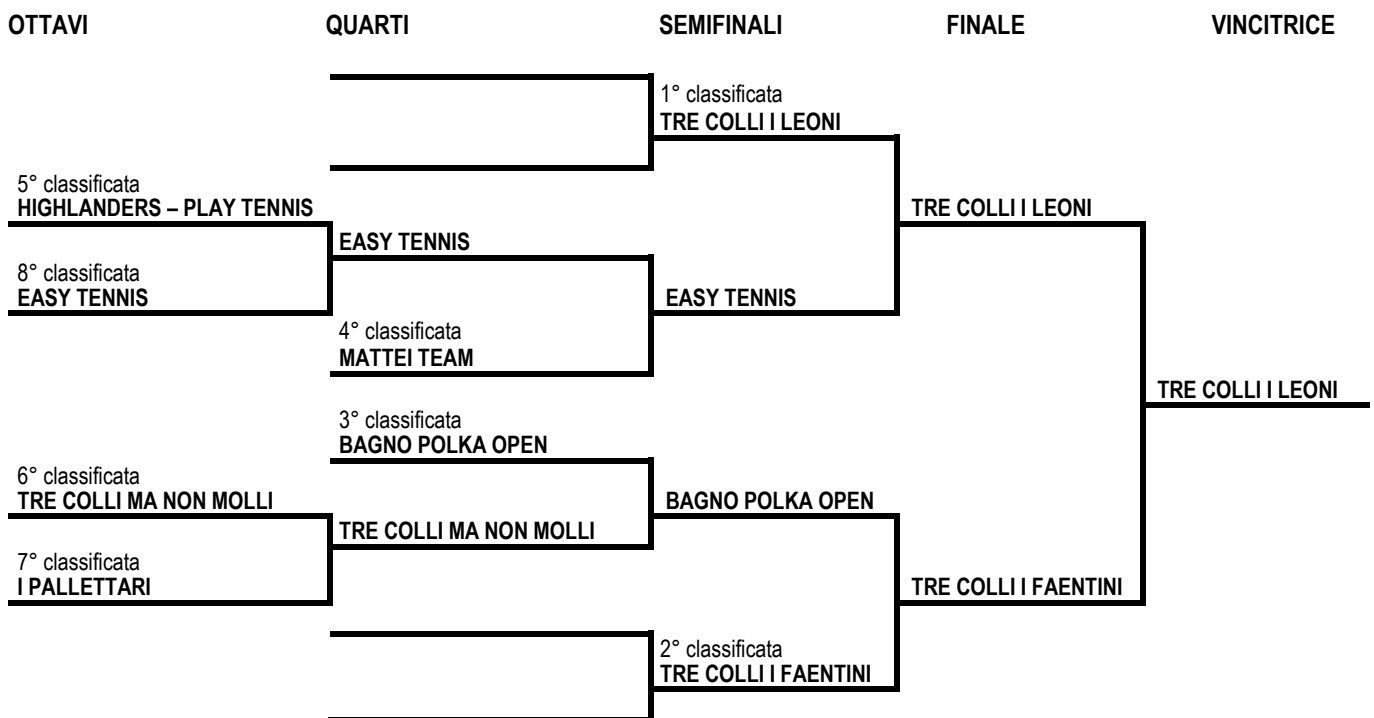 OTTAVI QUARTI SEMIFINALI FINALE VINCITRICE
1° classificata
TRE COLLI I LEONI
5° classificata
HIGHLANDERS – PLAY TENNIS
TRE COLLI I LEONI
EASY TENNIS
8° classificata
EASY TENNIS
EASY TENNIS
4° classificata
MATTEI TEAM
TRE COLLI I LEONI
3° classificata
BAGNO POLKA OPEN
6° classificata
TRE COLLI MA NON MOLLI
BAGNO POLKA OPEN
TRE COLLI MA NON MOLLI
7° classificata
I PALLETTARI
TRE COLLI I FAENTINI
2° classificata
TRE COLLI I FAENTINI